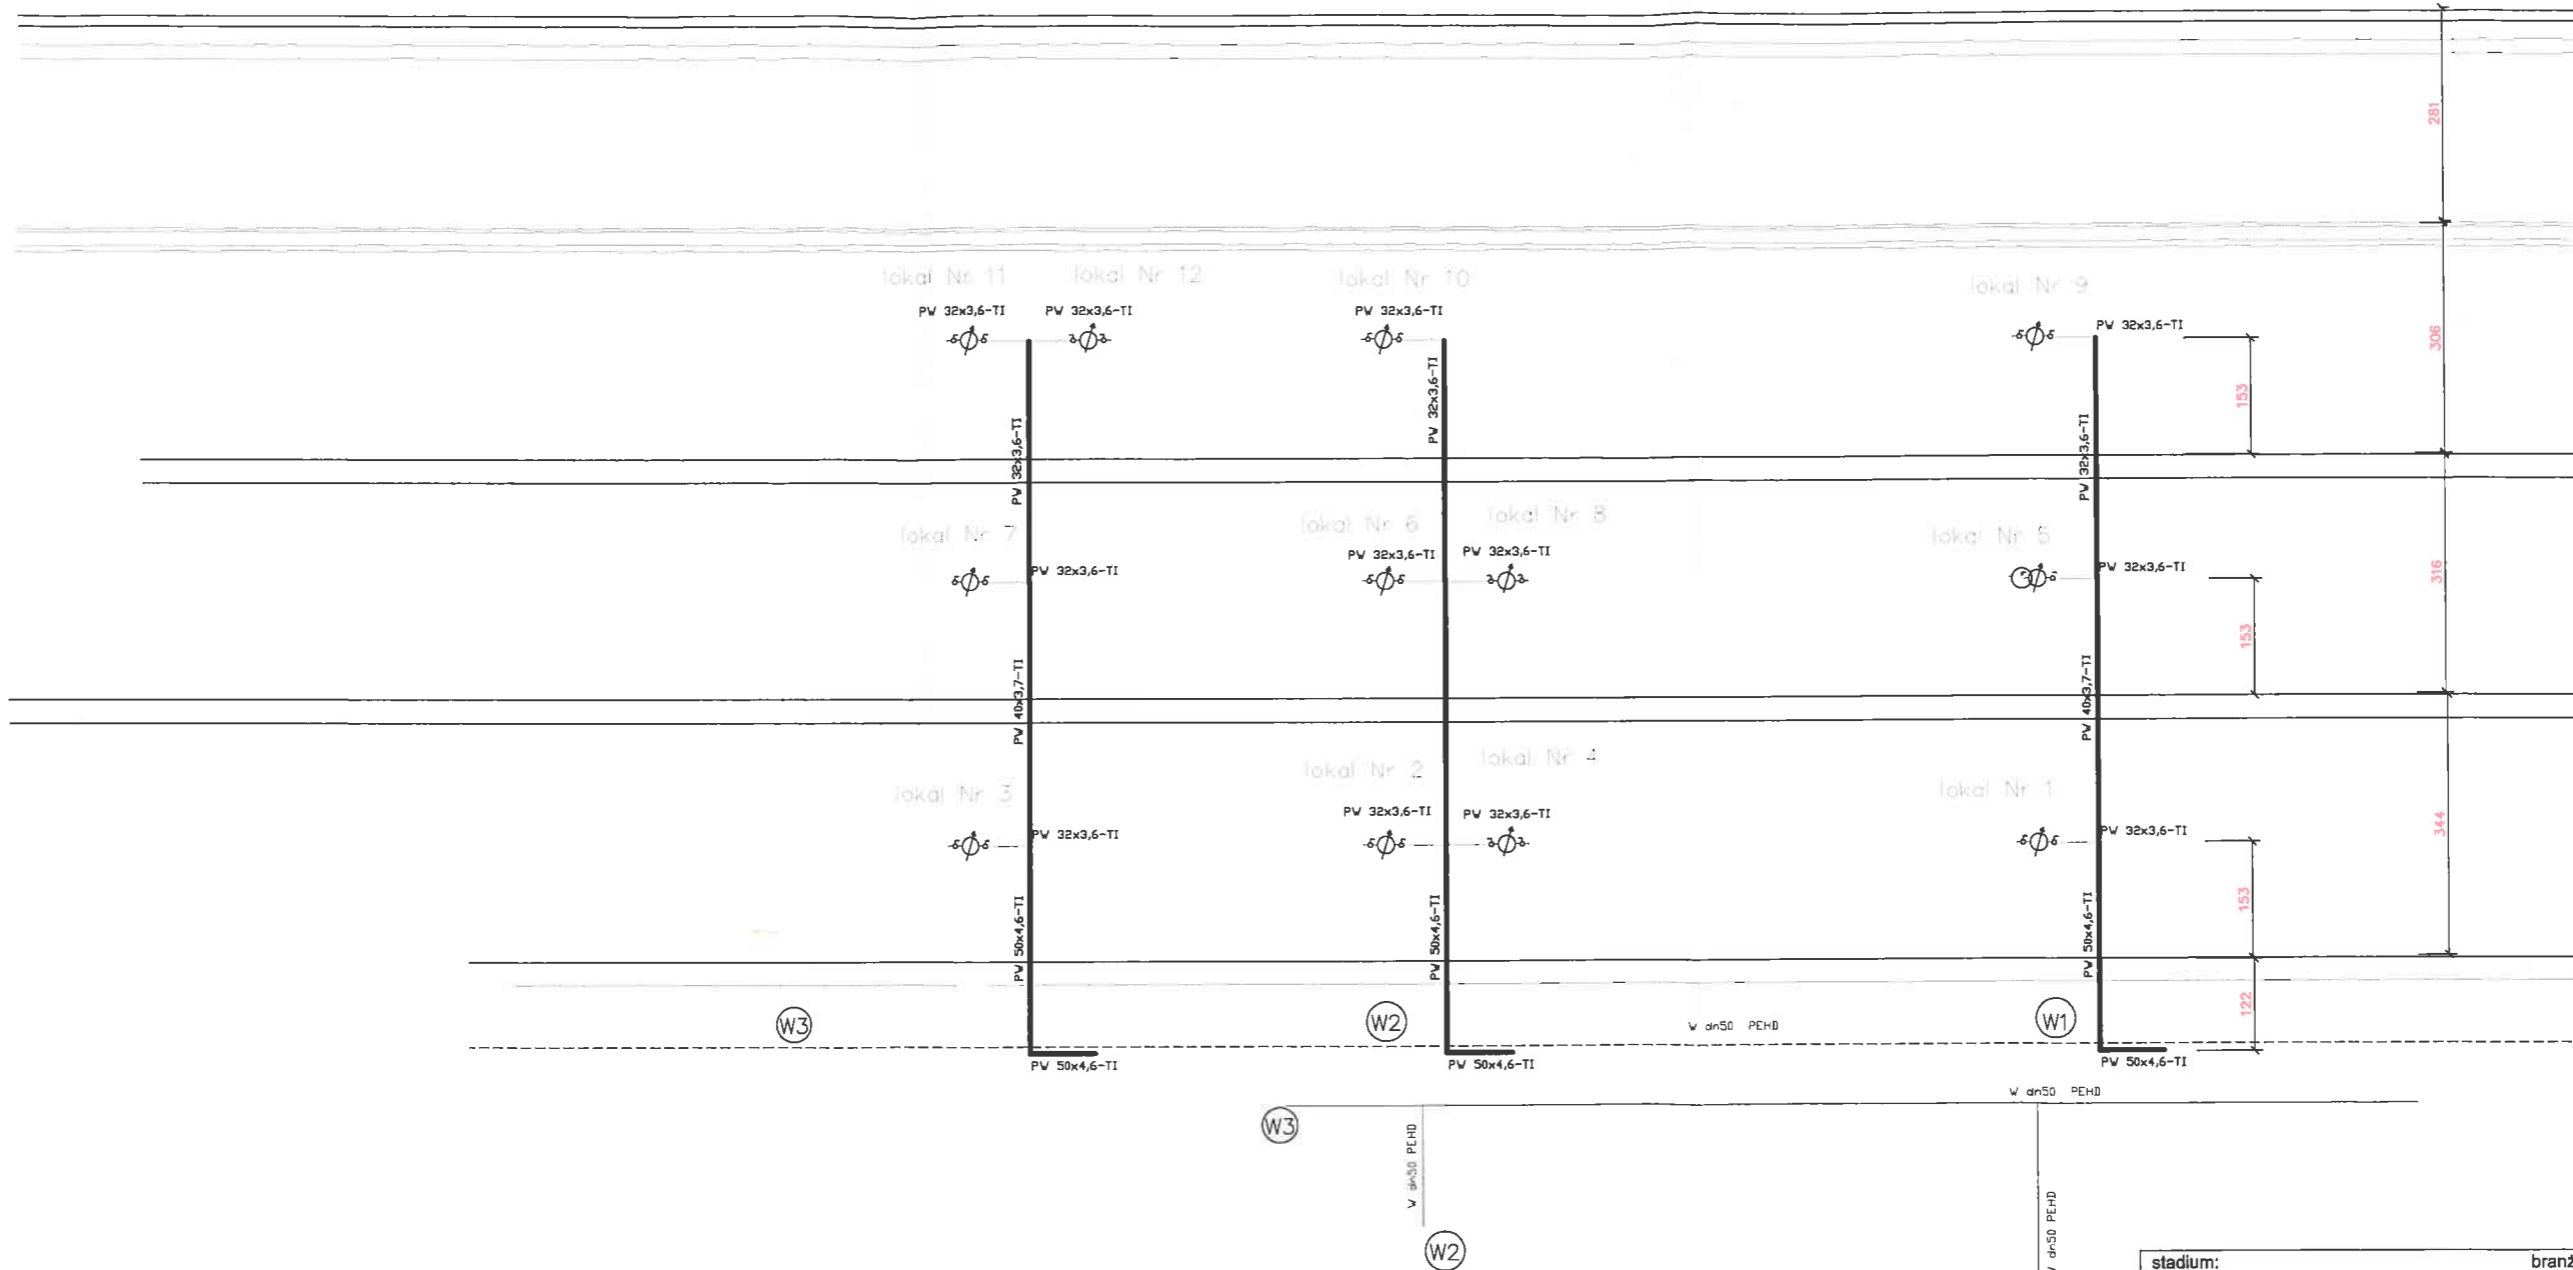 281
lokal Nr 11
lokal Nr 12
lokal Nr 10
lokal Nr 9
PW 32x3,6-TI
PW 32x3,6-TI
PW 32x3,6-TI
PW 32x3,6-TI
306
153
PW 32x3,6-TI
PW 32x3,6-TI
PW 32x3,6-TI
lokal Nr 7
lokal Nr 6
lokal Nr 8
lokal Nr 5
PW 32x3,6-TI
PW 32x3,6-TI
PW 32x3,6-TI
PW 32x3,6-TI
316
153
PW 40x3,7-TI
PW 40x3,7-TI
lokal Nr 3
lokal Nr 2
lokal Nr 4
lokal Nr 1
PW 32x3,6-TI
PW 32x3,6-TI
PW 32x3,6-TI
PW 32x3,6-TI
344
153
PW 50x4,6-TI
PW 50x4,6-TI
PW 50x4,6-TI
122
W3
W2
W dn50 PEHD
W1
PW 50x4,6-TI
PW 50x4,6-TI
PW 50x4,6-TI
W dn50 PEHD
W3
W dn50 PEHD
W2
dn50 PEHD
stadium: